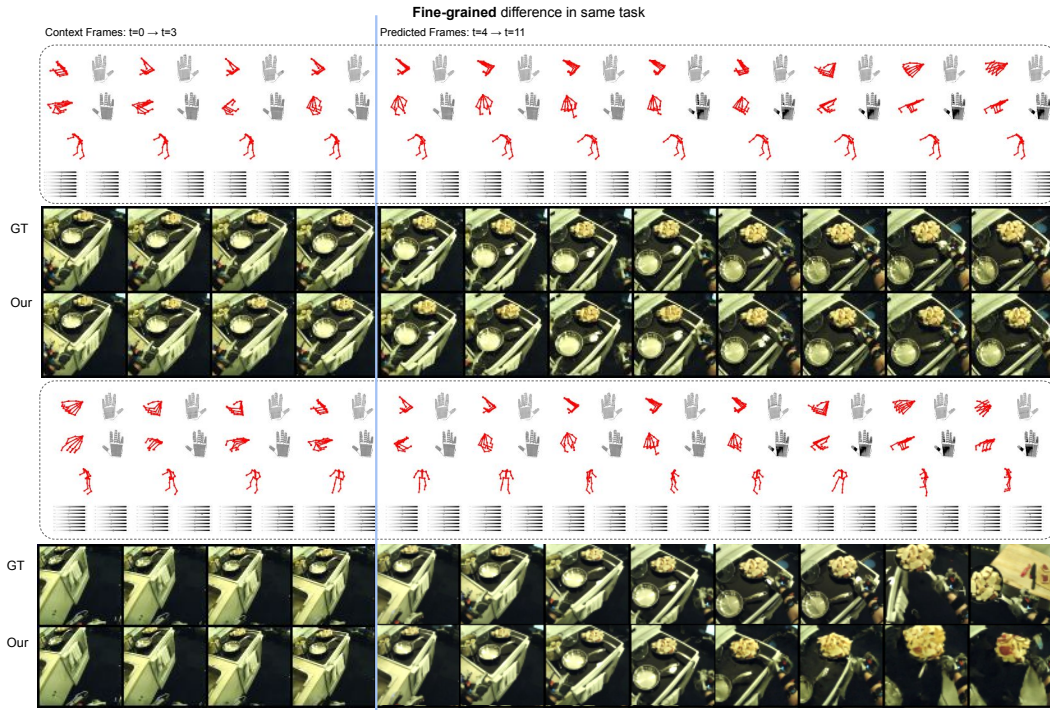 Fine-grained difference in same task
Context Frames: t=0 → t=3
Predicted Frames: t=4 → t=11
GT
Our
GT
Our